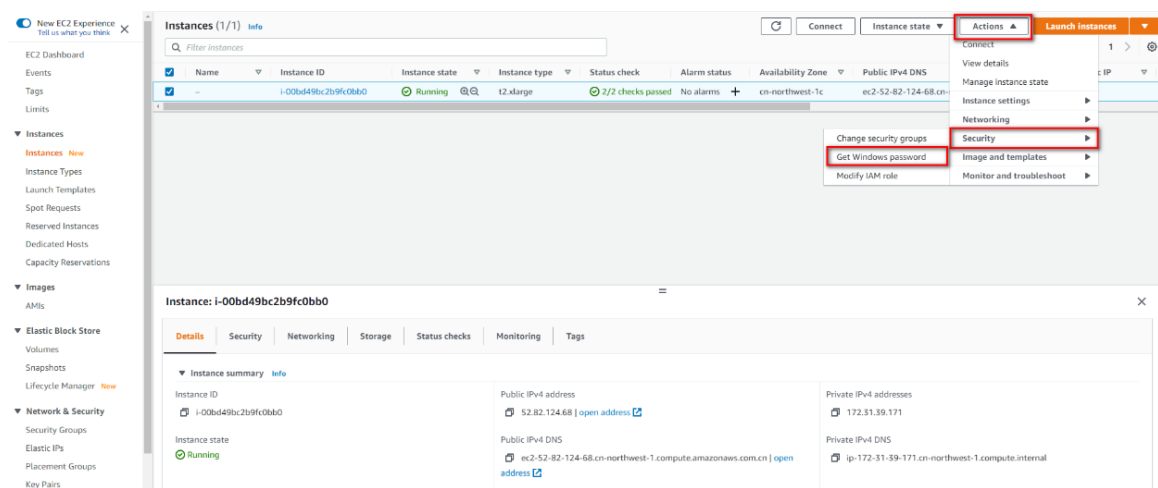 New EC2 Experience
Tell us what you think
EC2 Dashboard
Events
Tags
Limits
Instances
Instances New
Instance Types
Launch Templates
Spot Requests
Reserved Instances
Dedicated Hosts
Capacity Reservations
Images
AMIs
Elastic Block Store
Volumes
Snapshots
Lifecycle Manager New
Network & Security
Security Groups
Elastic IPs
Placement Groups
Key Pairs
Instances (1/1) Info
Connect
Instance state
Actions
Launch instances
Filter instances
1
Name
Instance ID
Instance state
Instance type
Status check
Alarm status
Availability Zone
Public IPv4 DNS
IP
–
i-00bd49bc2b9fc0bb0
Running
t2.xlarge
2/2 checks passed
No alarms
cn-northwest-1c
ec2-52-82-124-68.cn-
Connect
View details
Manage instance state
Instance settings
Networking
Security
Image and templates
Monitor and troubleshoot
Change security groups
Get Windows password
Modify IAM role
Instance: i-00bd49bc2b9fc0bb0
Details
Security
Networking
Storage
Status checks
Monitoring
Tags
Instance summary Info
Instance ID
i-00bd49bc2b9fc0bb0
Public IPv4 address
52.82.124.68 | open address
Private IPv4 addresses
172.31.39.171
Instance state
Running
Public IPv4 DNS
ec2-52-82-124-68.cn-northwest-1.compute.amazonaws.com.cn | open
address
Private IPv4 DNS
ip-172-31-39-171.cn-northwest-1.compute.internal